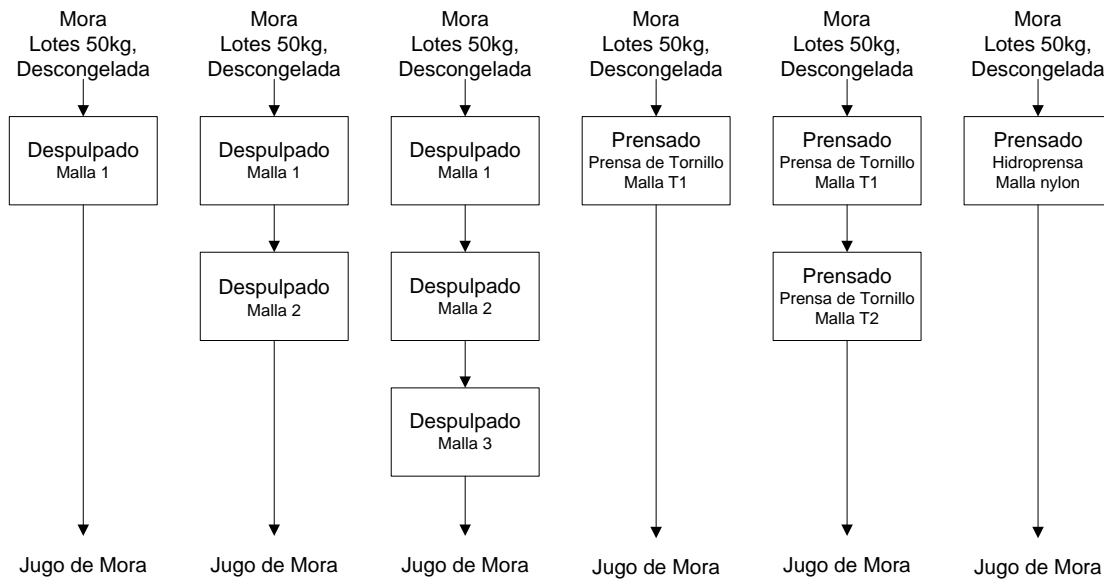 Mora
Lotes 50kg,
Descongelada
Despulpado
Malla 1
Jugo de Mora
Mora
Lotes 50kg,
Descongelada
Despulpado
Malla 1
Despulpado
Malla 2
Jugo de Mora
Mora
Lotes 50kg,
Descongelada
Despulpado
Malla 1
Despulpado
Malla 2
Despulpado
Malla 3
Jugo de Mora
Mora
Lotes 50kg,
Descongelada
Prensado
Prensa de Tornillo
Malla T1
Jugo de Mora
Mora
Lotes 50kg,
Descongelada
Prensado
Prensa de Tornillo
Malla T1
Prensado
Prensa de Tornillo
Malla T2
Jugo de Mora
Mora
Lotes 50kg,
Descongelada
Prensado
Hidroprensa
Malla nylon
Jugo de Mora